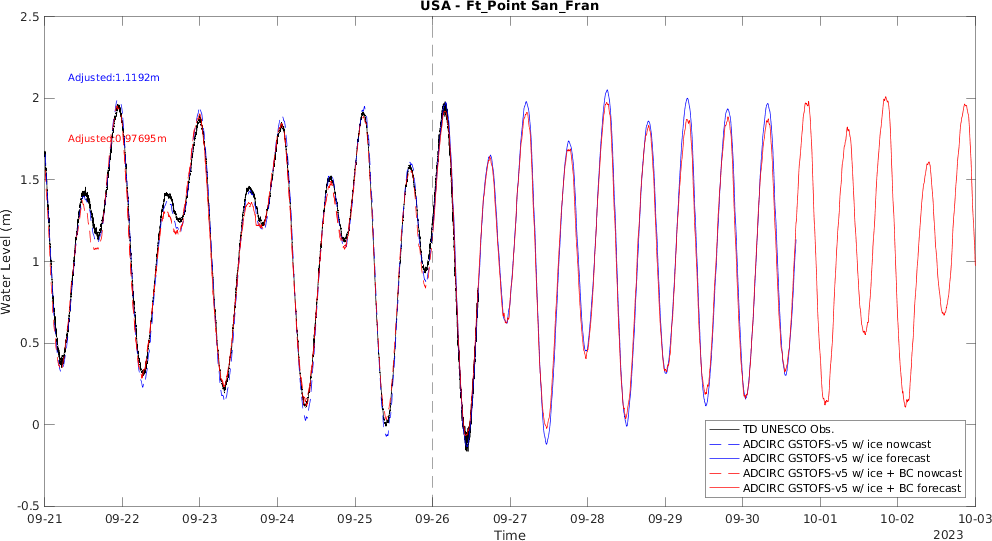 USA - Ft_Point San_Fran
2.5
2
1.5
1
0.5
0
-0.5
Water Level (m)
Adjusted:1.1192m
Adjusted:0.97695m
TD UNESCO Obs.
ADCIRC GSTOFS-v5 w/ ice nowcast
ADCIRC GSTOFS-v5 w/ ice forecast
ADCIRC GSTOFS-v5 w/ ice + BC nowcast
ADCIRC GSTOFS-v5 w/ ice + BC forecast
09-21 09-22 09-23 09-24 09-25 09-26 09-27 09-28 09-29 09-30 10-01 10-02 10-03
Time
2023